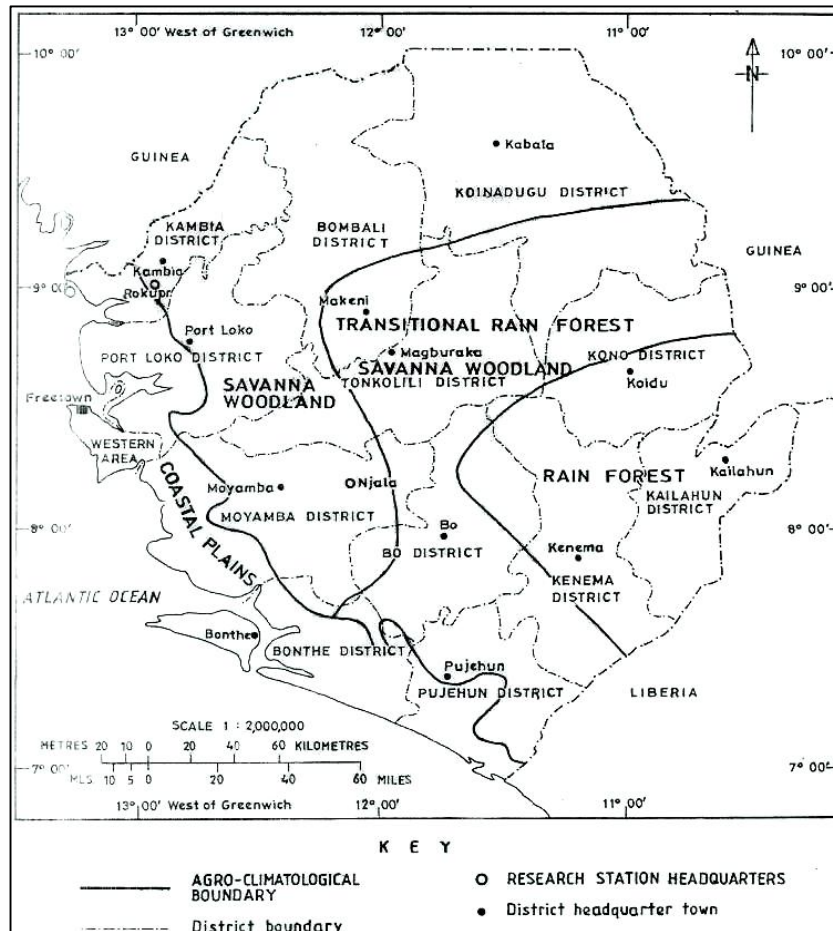 13° 00' West of Greenwich
12° 00'
11° 00'
10° 00'
10° 00'
N
Kabala
GUINEA
KOINADUGU DISTRICT
KAMBIA
DISTRICT
BOMBALI
DISTRICT
GUINEA
Kambia
9° 00'
Rokupr
9° 00'
Makeni
TRANSITIONAL RAIN FOREST
Port Loko
Magburaka
KONO DISTRICT
PORT LOKO DISTRICT
SAVANNA
WOODLAND
SAVANNA WOODLAND
TONKOLILI DISTRICT
Koidu
Freetown
WESTERN
AREA
COASTAL PLAINS
RAIN FOREST
Kailahun
Moyamba
Njala
KAILAHUN
DISTRICT
MOYAMBA DISTRICT
8° 00'
Bo
8° 00'
BO DISTRICT
Kenema
KENEMA
DISTRICT
ATLANTIC OCEAN
Bonthe
BONTHE DISTRICT
Pujehun
PUJEHUN DISTRICT
LIBERIA
SCALE 1 : 2,000,000
METRES 20 10 0 20 40 60 KILOMETRES
7° 00'
MLS 10 5 0 20 40 60 MILES
7° 00'
13° 00' West of Greenwich
12° 00'
11° 00'
K E Y
AGRO-CLIMATOLOGICAL
BOUNDARY
RESEARCH STATION HEADQUARTERS
District boundary
District headquarter town